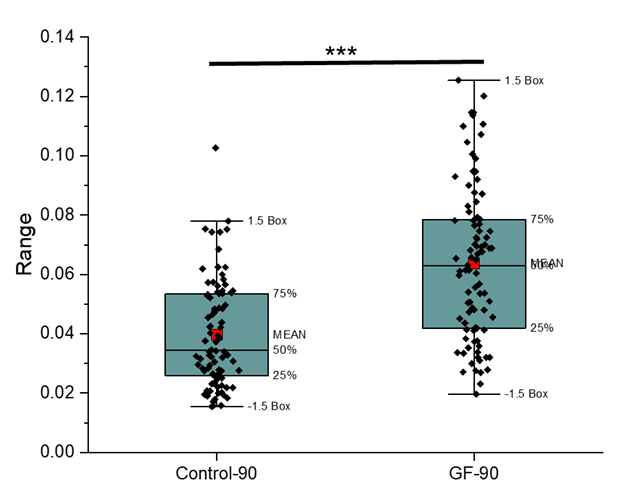 ***
0.14
0.12
0.10
0.08
0.06
0.04
0.02
0.00
Range
1.5 Box
75%
MEAN
50%
25%
-1.5 Box
1.5 Box
75%
MEAN
50%
25%
-1.5 Box
Control-90
GF-90